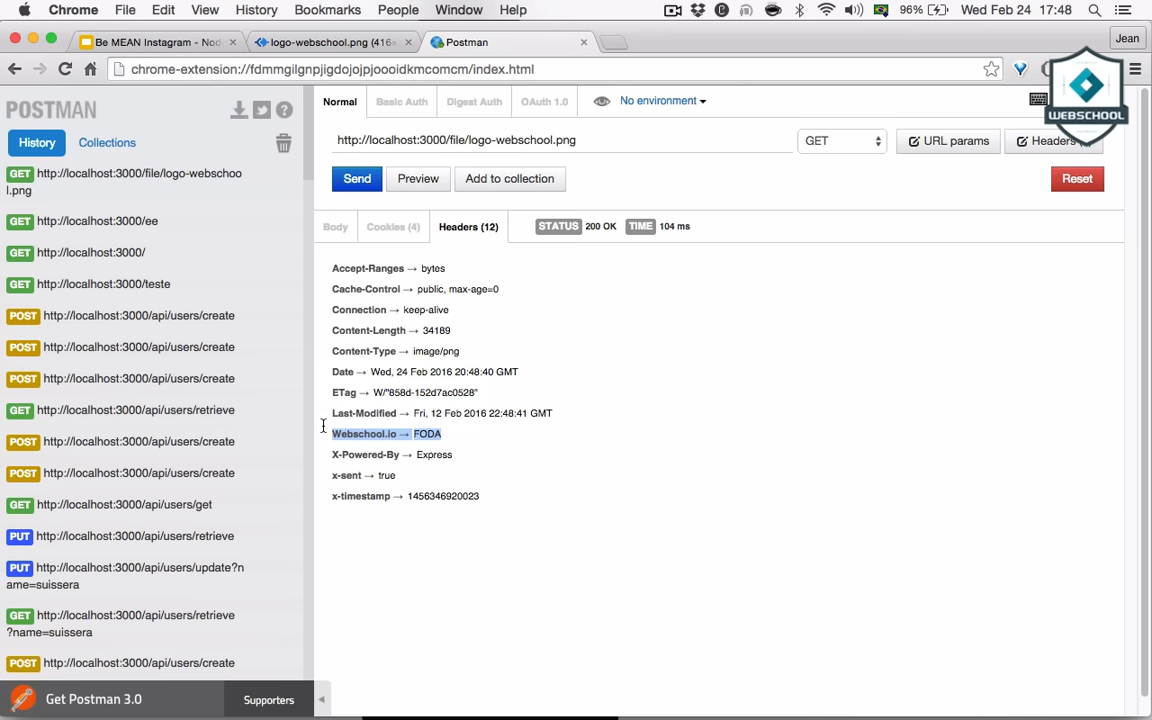 Chrome File Edit View History Bookmarks People Window Help 96% Wed Feb 24 17:48
Be MEAN Instagram - Nod × logo-webschool.png (416× × Postman × Jean
chrome-extension://fdmmgilgnpjigdojojpjoooidkmcomcm/index.html
WEBSCHOOL
POSTMAN
History Collections
GET http://localhost:3000/file/logo-webschoo
l.png
GET http://localhost:3000/ee
GET http://localhost:3000/
GET http://localhost:3000/teste
POST http://localhost:3000/api/users/create
POST http://localhost:3000/api/users/create
POST http://localhost:3000/api/users/create
GET http://localhost:3000/api/users/retrieve
POST http://localhost:3000/api/users/create
POST http://localhost:3000/api/users/create
GET http://localhost:3000/api/users/get
PUT http://localhost:3000/api/users/retrieve
PUT http://localhost:3000/api/users/update?n
ame=suissera
GET http://localhost:3000/api/users/retrieve
?name=suissera
POST http://localhost:3000/api/users/create
Get Postman 3.0 Supporters
Normal Basic Auth Digest Auth OAuth 1.0 No environment
http://localhost:3000/file/logo-webschool.png GET URL params Headers
Send Preview Add to collection Reset
Body Cookies (4) Headers (12) STATUS 200 OK TIME 104 ms
Accept-Ranges → bytes
Cache-Control → public, max-age=0
Connection → keep-alive
Content-Length → 34189
Content-Type → image/png
Date → Wed, 24 Feb 2016 20:48:40 GMT
ETag → W/"858d-152d7ac0528"
Last-Modified → Fri, 12 Feb 2016 22:48:41 GMT
Webschool.io → FODA
X-Powered-By → Express
x-sent → true
x-timestamp → 1456346920023